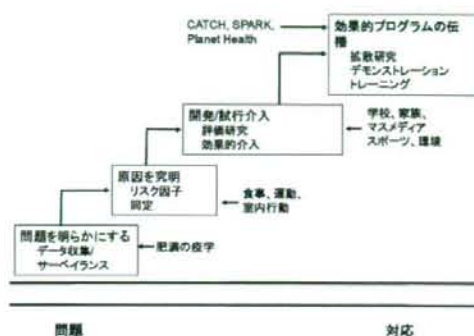 CATCH, SPARK,
Planet Health
効果的プログラムの伝
播
拡散研究
デモンストレーション
トレーニング
開発/試行介入
評価研究
効果的介入
学校、家族、
マスメディア
スポーツ、環境
原因を究明
リスク因子
同定
食事、運動、
室内行動
問題を明らかにする
データ収集/
サーベイランス
肥満の疫学
問題
対応